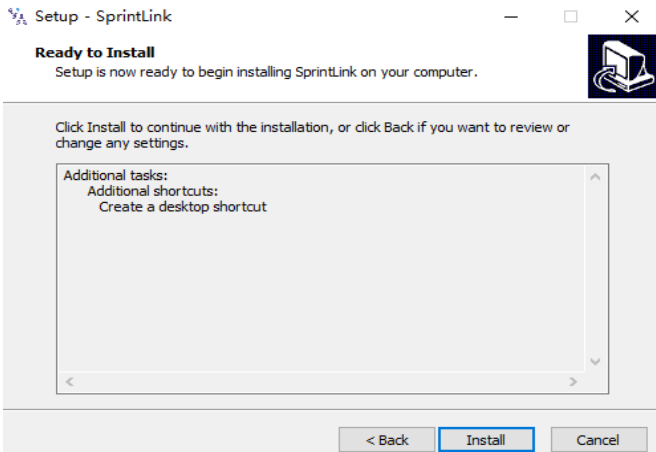 Setup - SprintLink
Ready to Install
Setup is now ready to begin installing SprintLink on your computer.
Click Install to continue with the installation, or click Back if you want to review or
change any settings.
Additional tasks:
Additional shortcuts:
Create a desktop shortcut
< Back Install Cancel